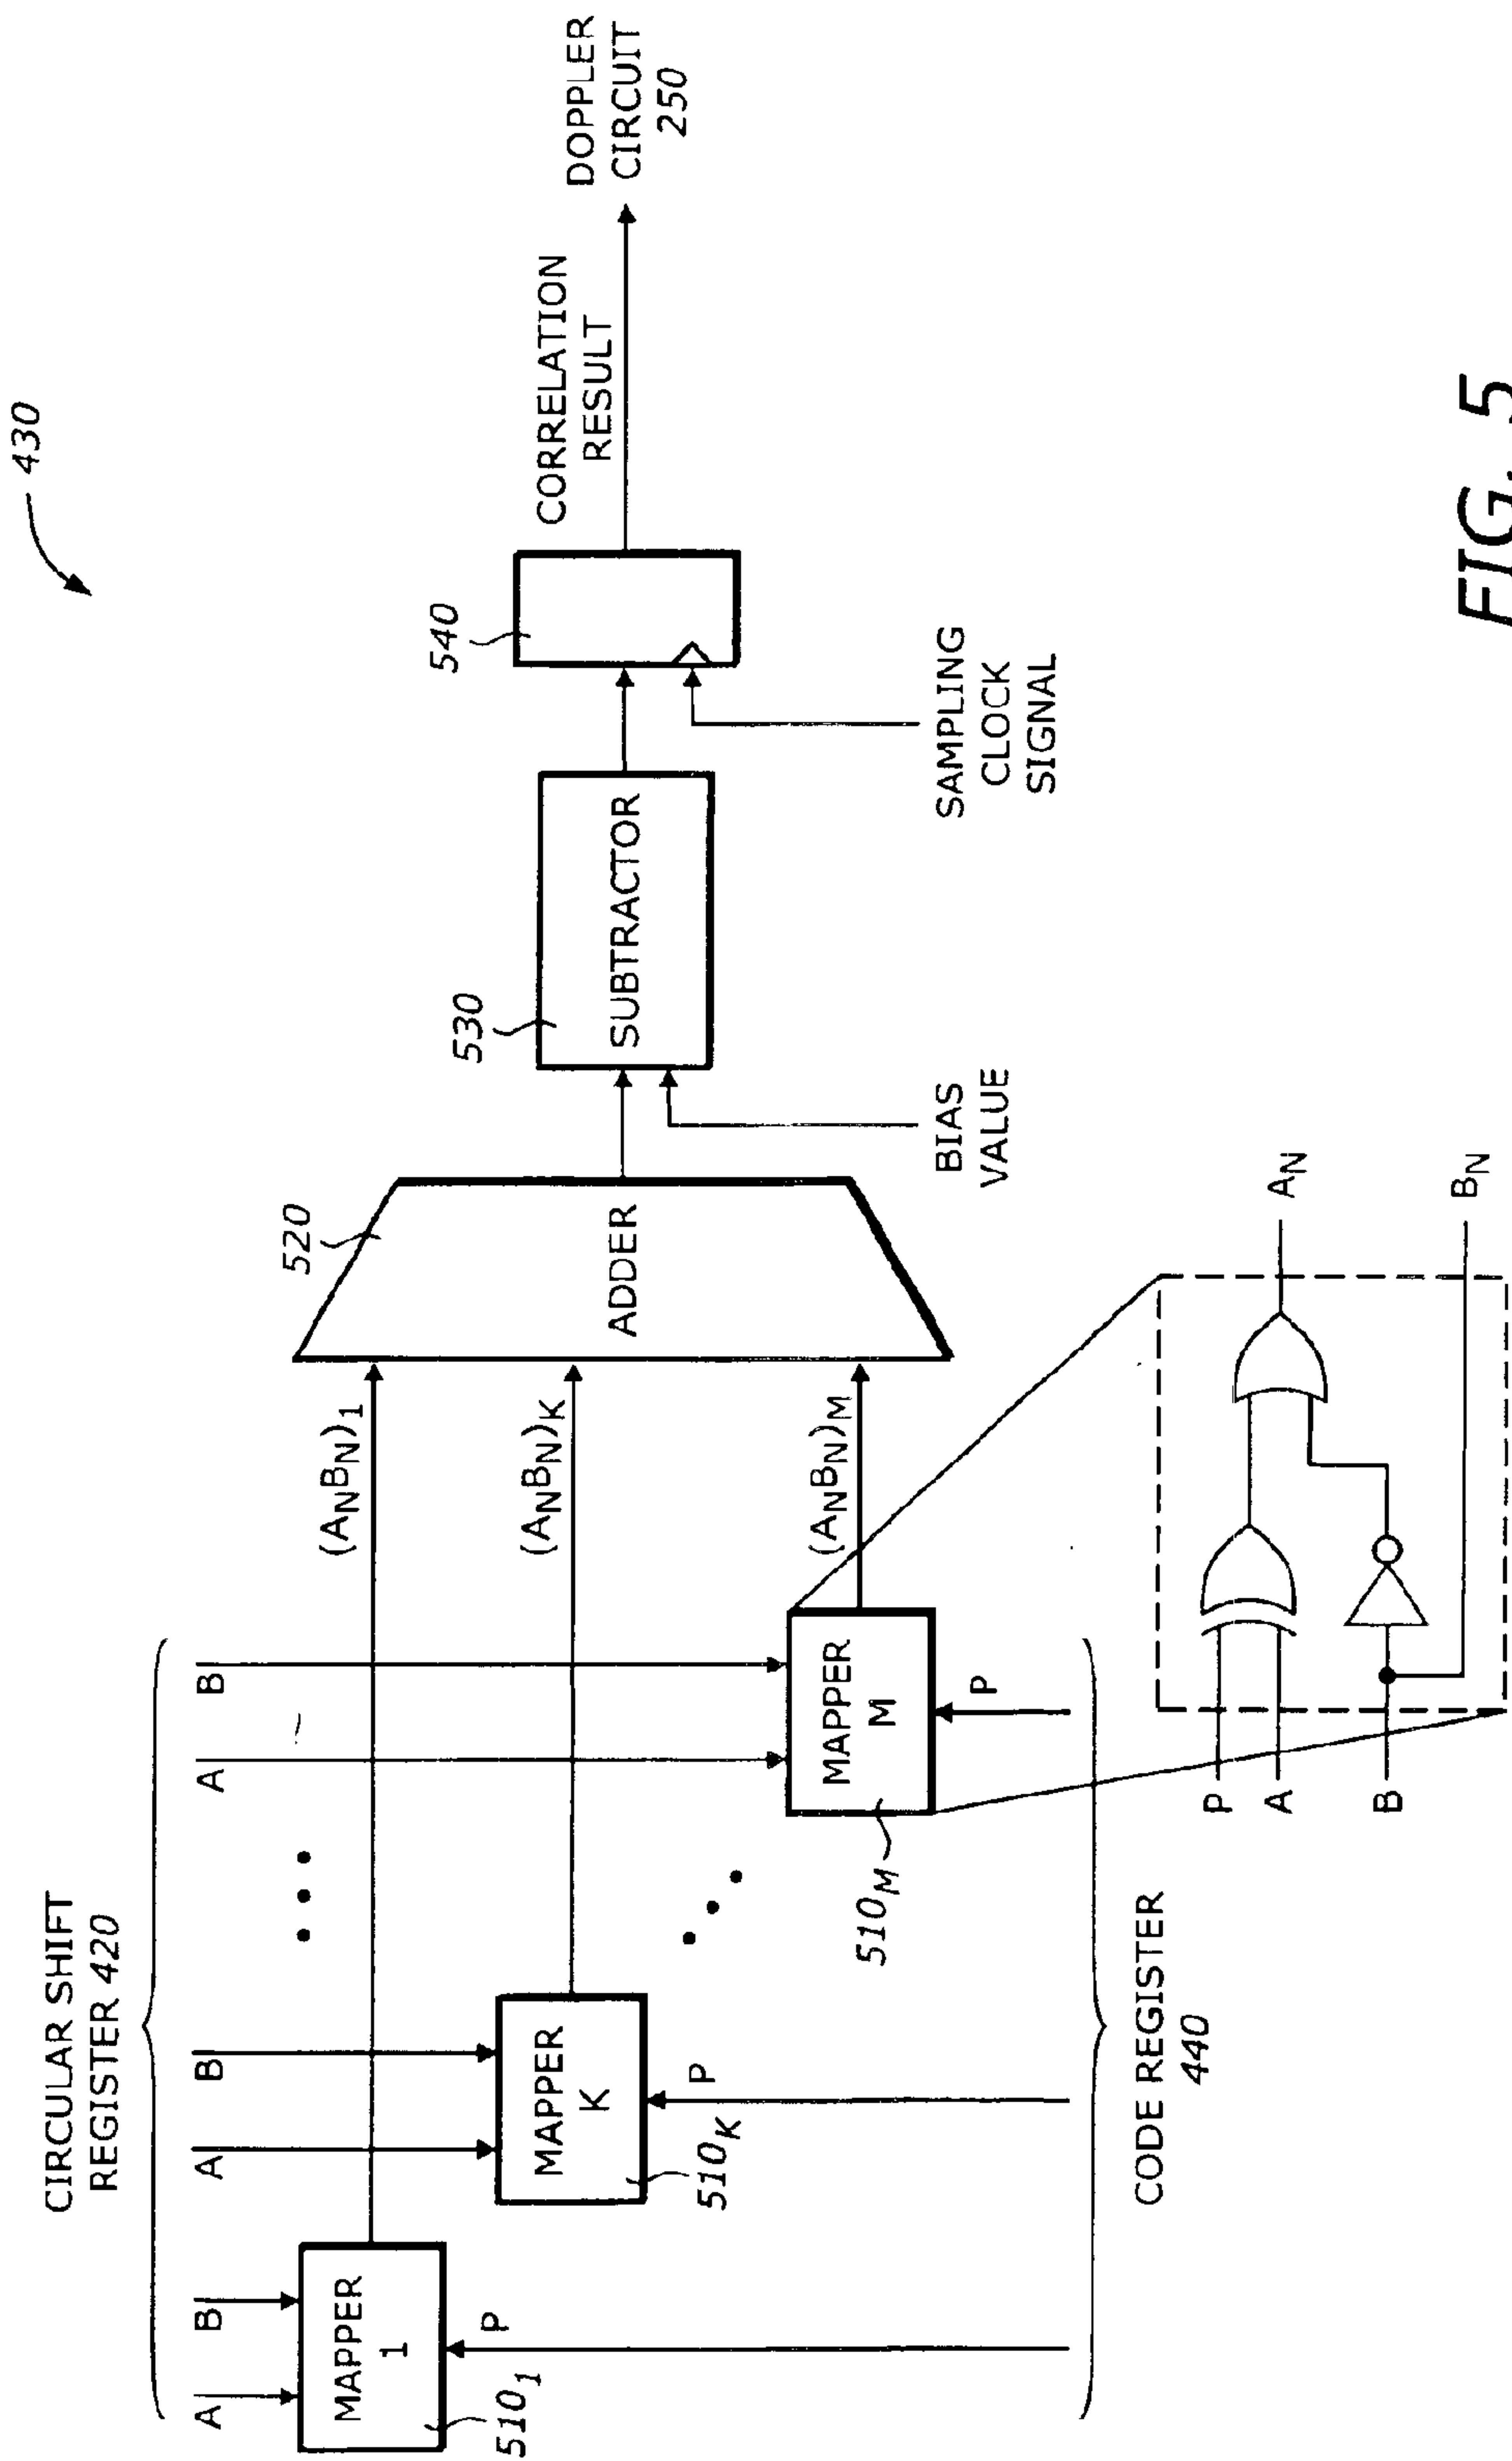 430
CIRCULAR SHIFT
REGISTER 420
A
B
A
B
A
B
MAPPER
1
510₁
P
MAPPER
K
510K
P
MAPPER
M
510M
P
(ANBN)1
(ANBN)K
(ANBN)M
520
ADDER
530
SUBTRACTOR
BIAS
VALUE
540
SAMPLING
CLOCK
SIGNAL
CORRELATION
RESULT
DOPPLER
CIRCUIT
250
CODE REGISTER
440
P
A
B
AN
BN
FIG. 5